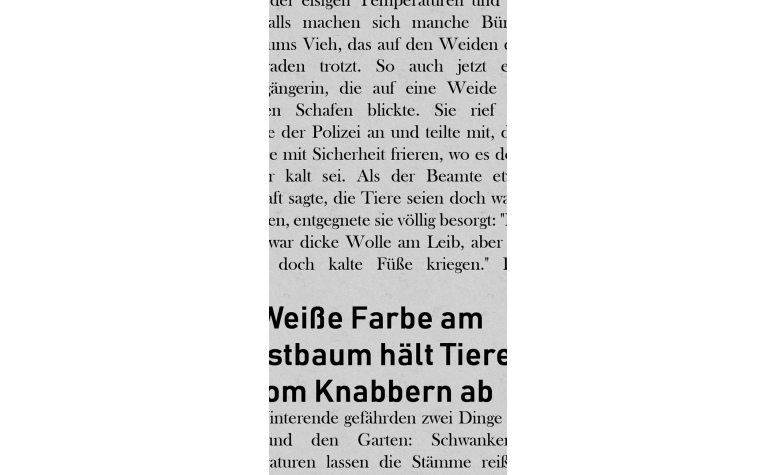 der eisigen Temperaturen und
alls machen sich manche Bür
ums Vieh, das auf den Weiden
raden trotzt. So auch jetzt e
gängerin, die auf eine Weide
en Schafen blickte. Sie rief
e der Polizei an und teilte mit, d
e mit Sicherheit frieren, wo es do
r kalt sei. Als der Beamte et
aft sagte, die Tiere seien doch wa
en, entgegnete sie völlig besorgt: "
war dicke Wolle am Leib, aber
doch kalte Füße kriegen."
Weiße Farbe am
stbaum hält Tiere
om Knabbern ab
interende gefährden zwei Dinge
und den Garten: Schwanken
raturen lassen die Stämme reiß